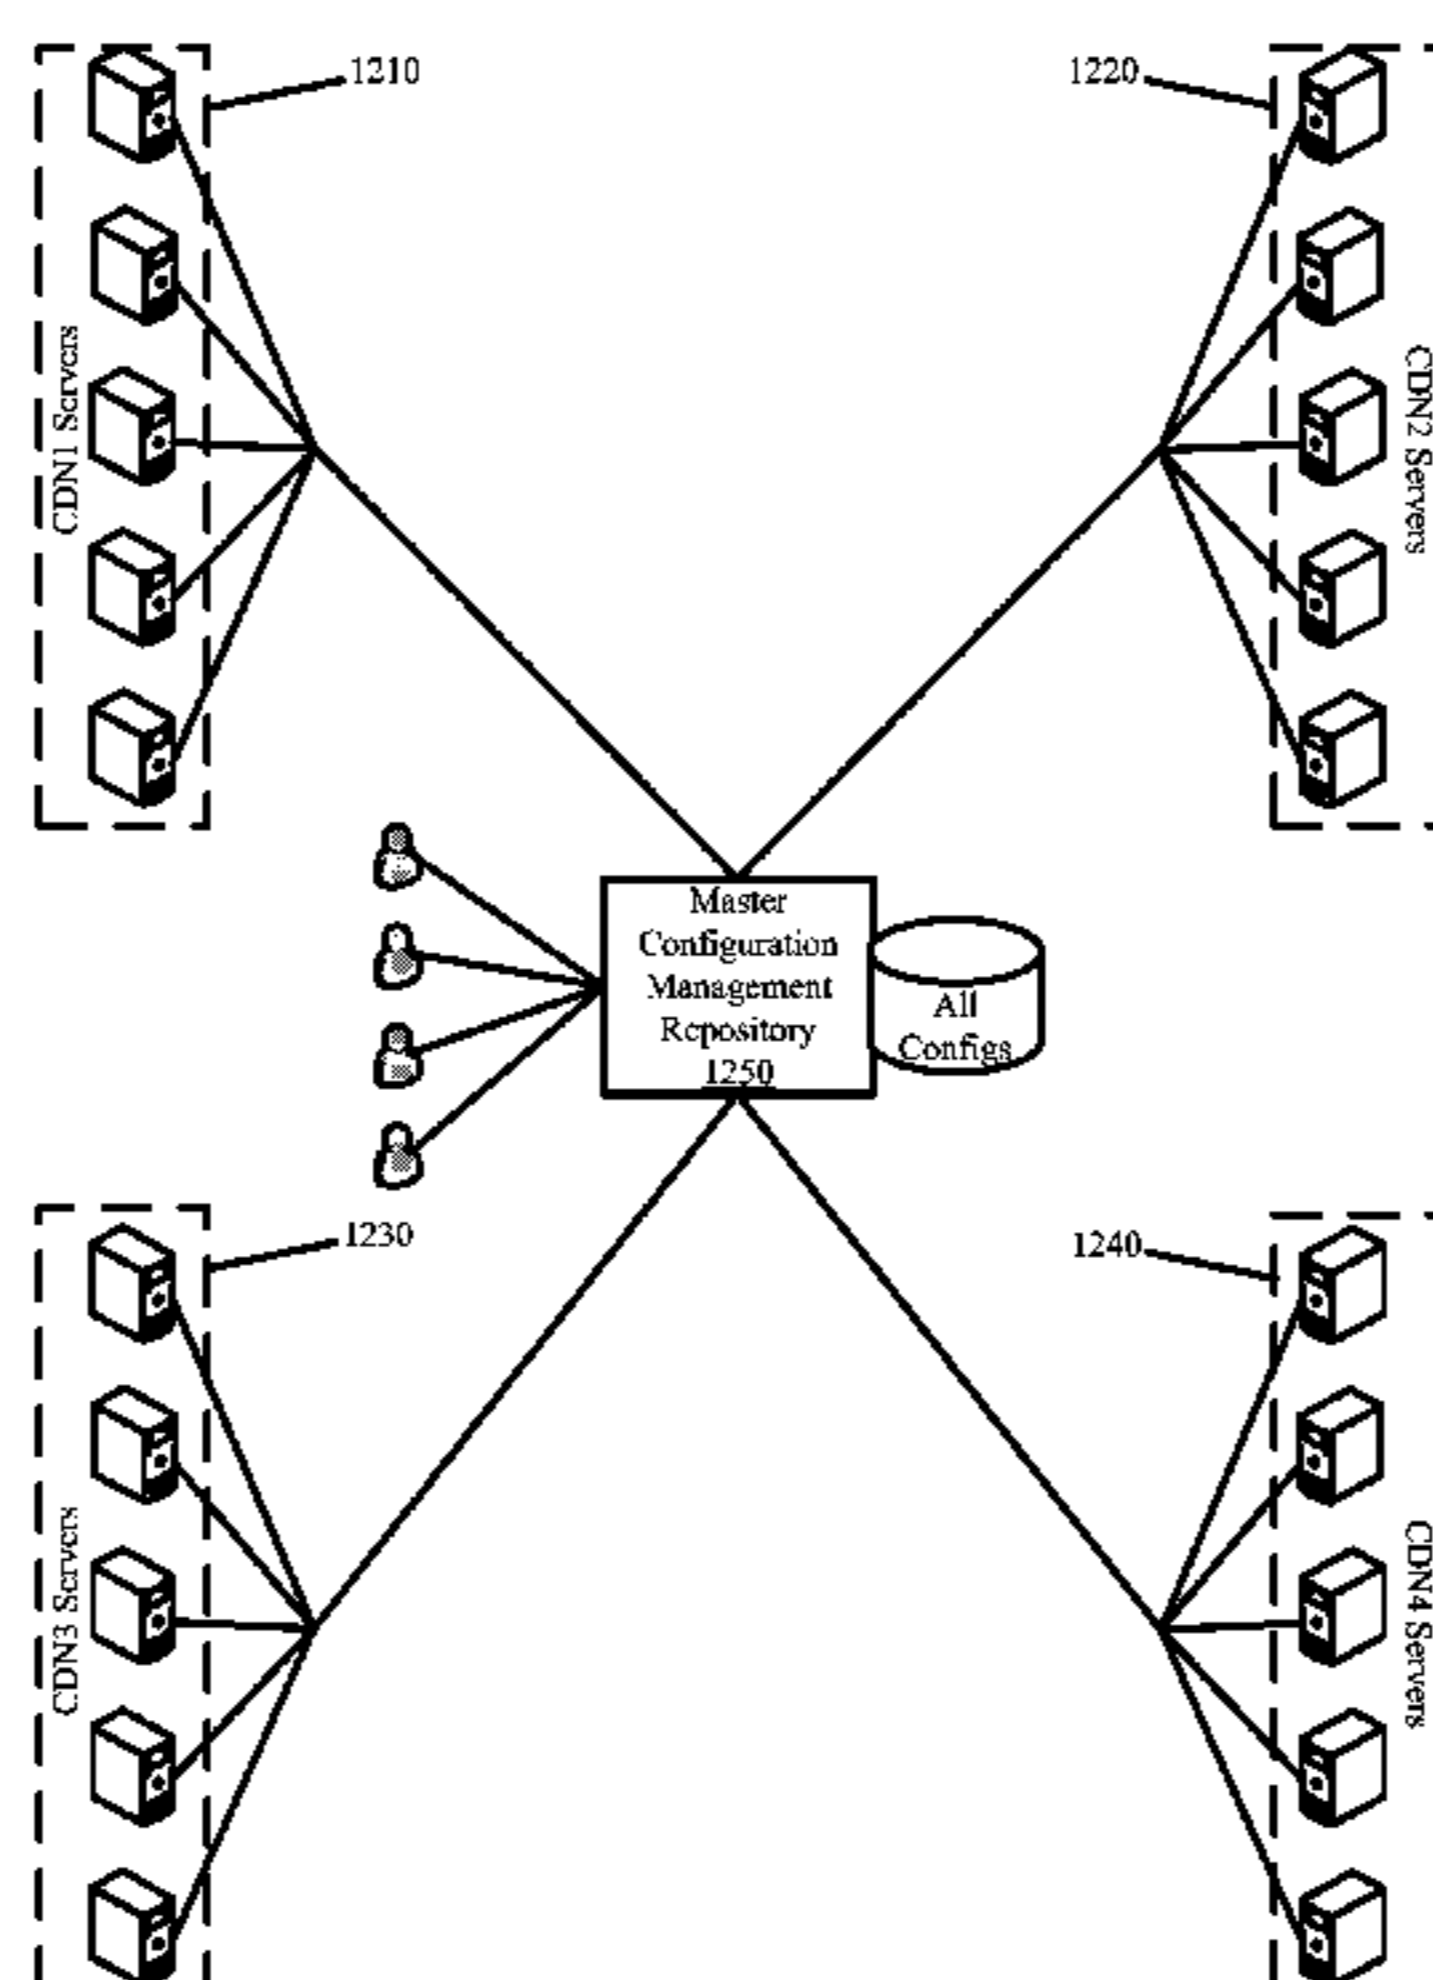 1210
1220
CDN1 Servers
CDN2 Servers
Master
Configuration
Management
Repository
1250
All
Configs
1230
1240
CDN3 Servers
CDN4 Servers